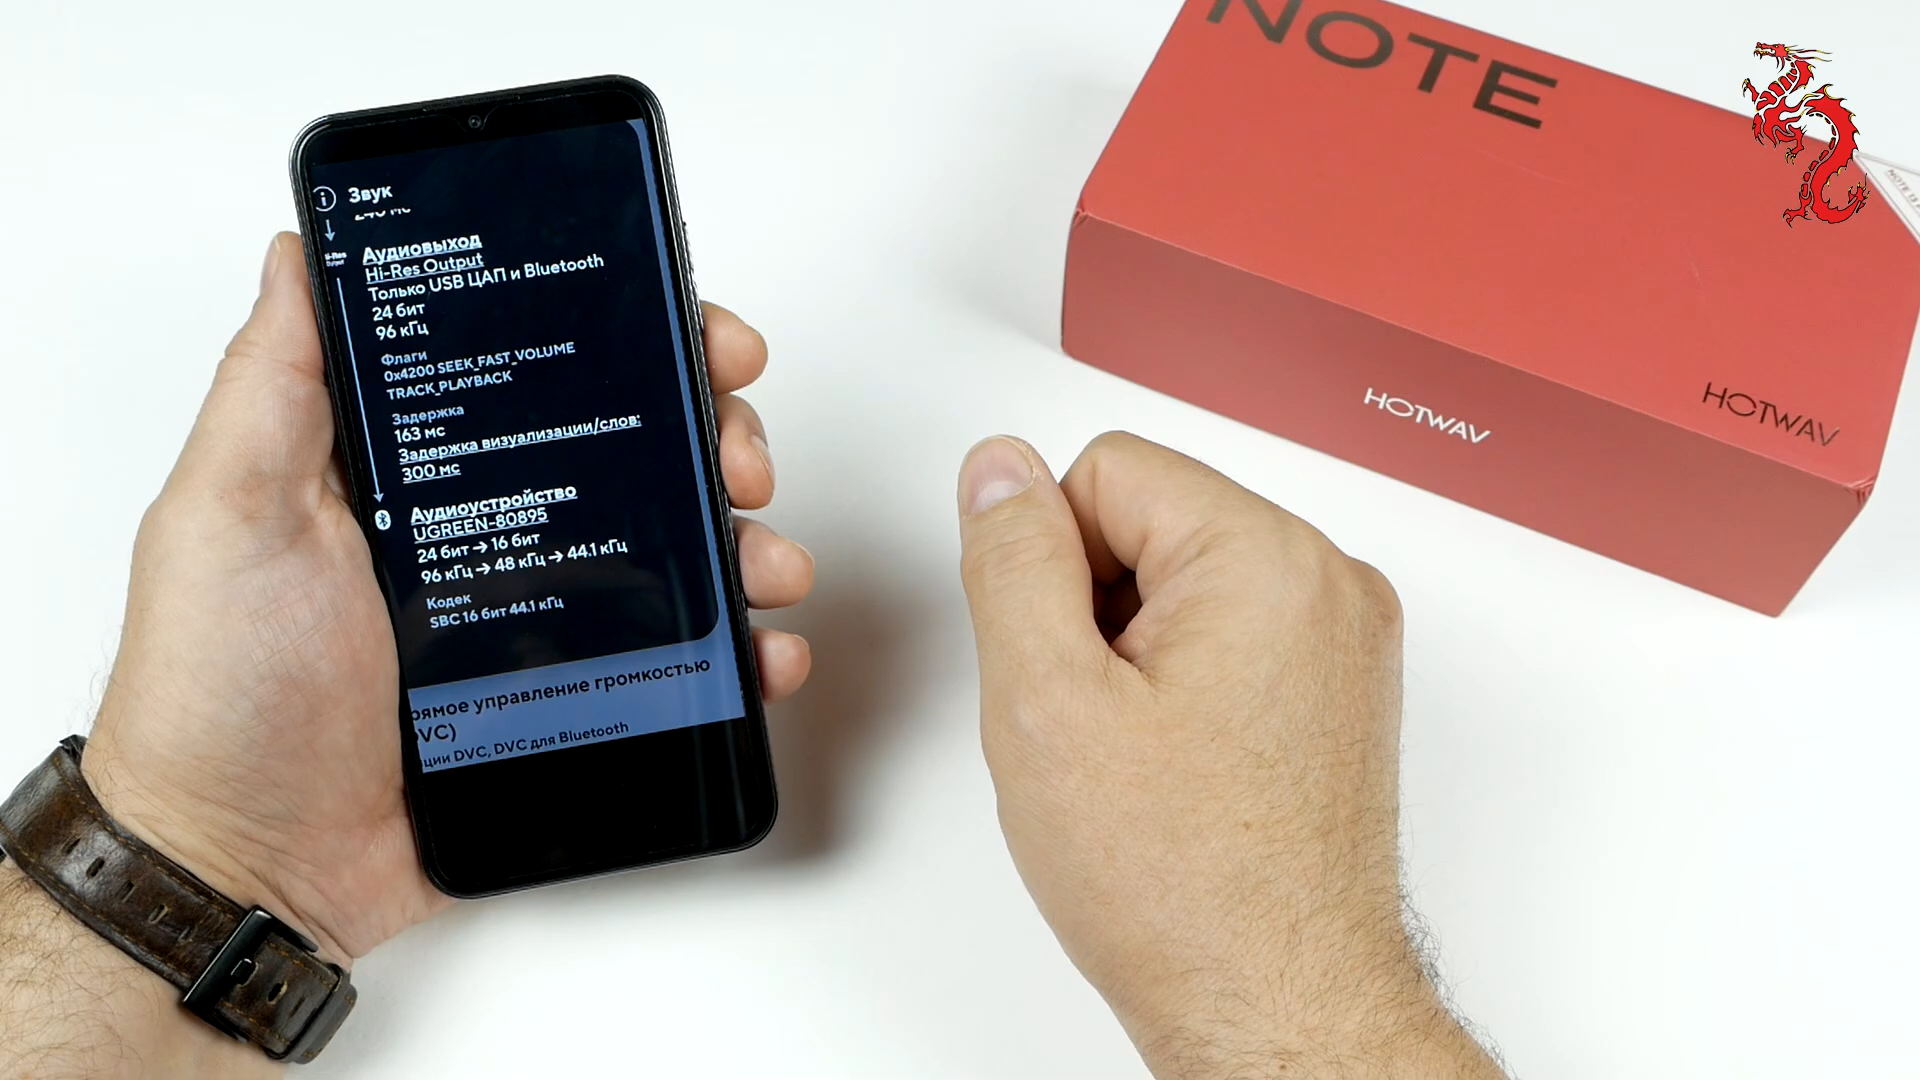 Звук
Аудиовыход
Hi-Res Output
Только USB ЦАП и Bluetooth
24 бит
96 кГц
Флаги
0x4200 SEEK_FAST_VOLUME
TRACK_PLAYBACK
Задержка
163 мс
Задержка визуализации/слов:
300 мс
Аудиоустройство
UGREEN-80895
24 бит → 16 бит
96 кГц → 48 кГц → 44.1 кГц
Кодек
SBC 16 бит 44.1 кГц
рямое управление громкостью
VC)
ции DVC, DVC для Bluetooth
NOTE
HOTWAV
HOTWAV